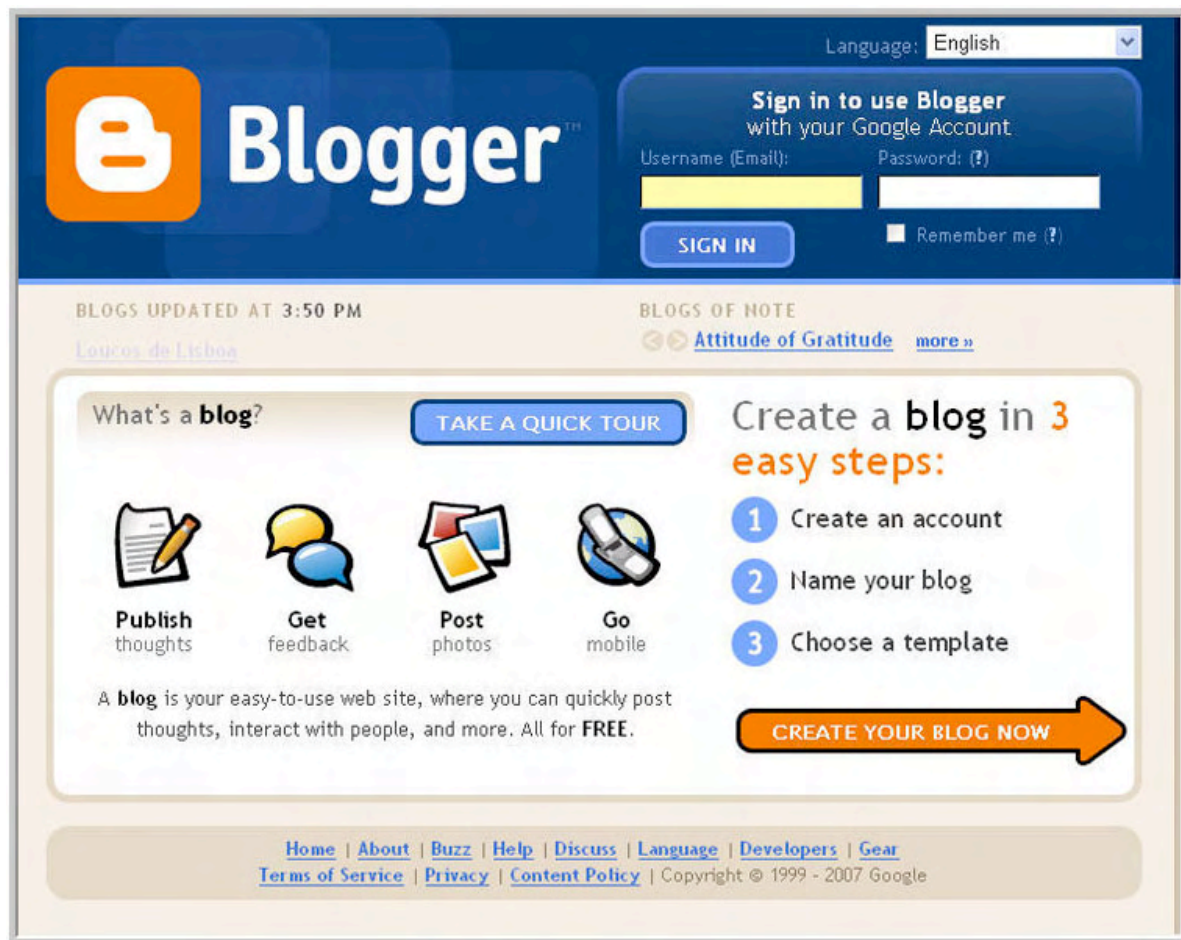 Language: English
Blogger™
Sign in to use Blogger
with your Google Account
Username (Email): Password: (?)
SIGN IN Remember me (?)
BLOGS UPDATED AT 3:50 PM
Loucos de Lisboa
BLOGS OF NOTE
Attitude of Gratitude more »
What's a blog?
TAKE A QUICK TOUR
Publish
thoughts
Get
feedback
Post
photos
Go
mobile
A blog is your easy-to-use web site, where you can quickly post
thoughts, interact with people, and more. All for FREE.
Create a blog in 3
easy steps:
1 Create an account
2 Name your blog
3 Choose a template
CREATE YOUR BLOG NOW
Home | About | Buzz | Help | Discuss | Language | Developers | Gear
Terms of Service | Privacy | Content Policy | Copyright © 1999 - 2007 Google